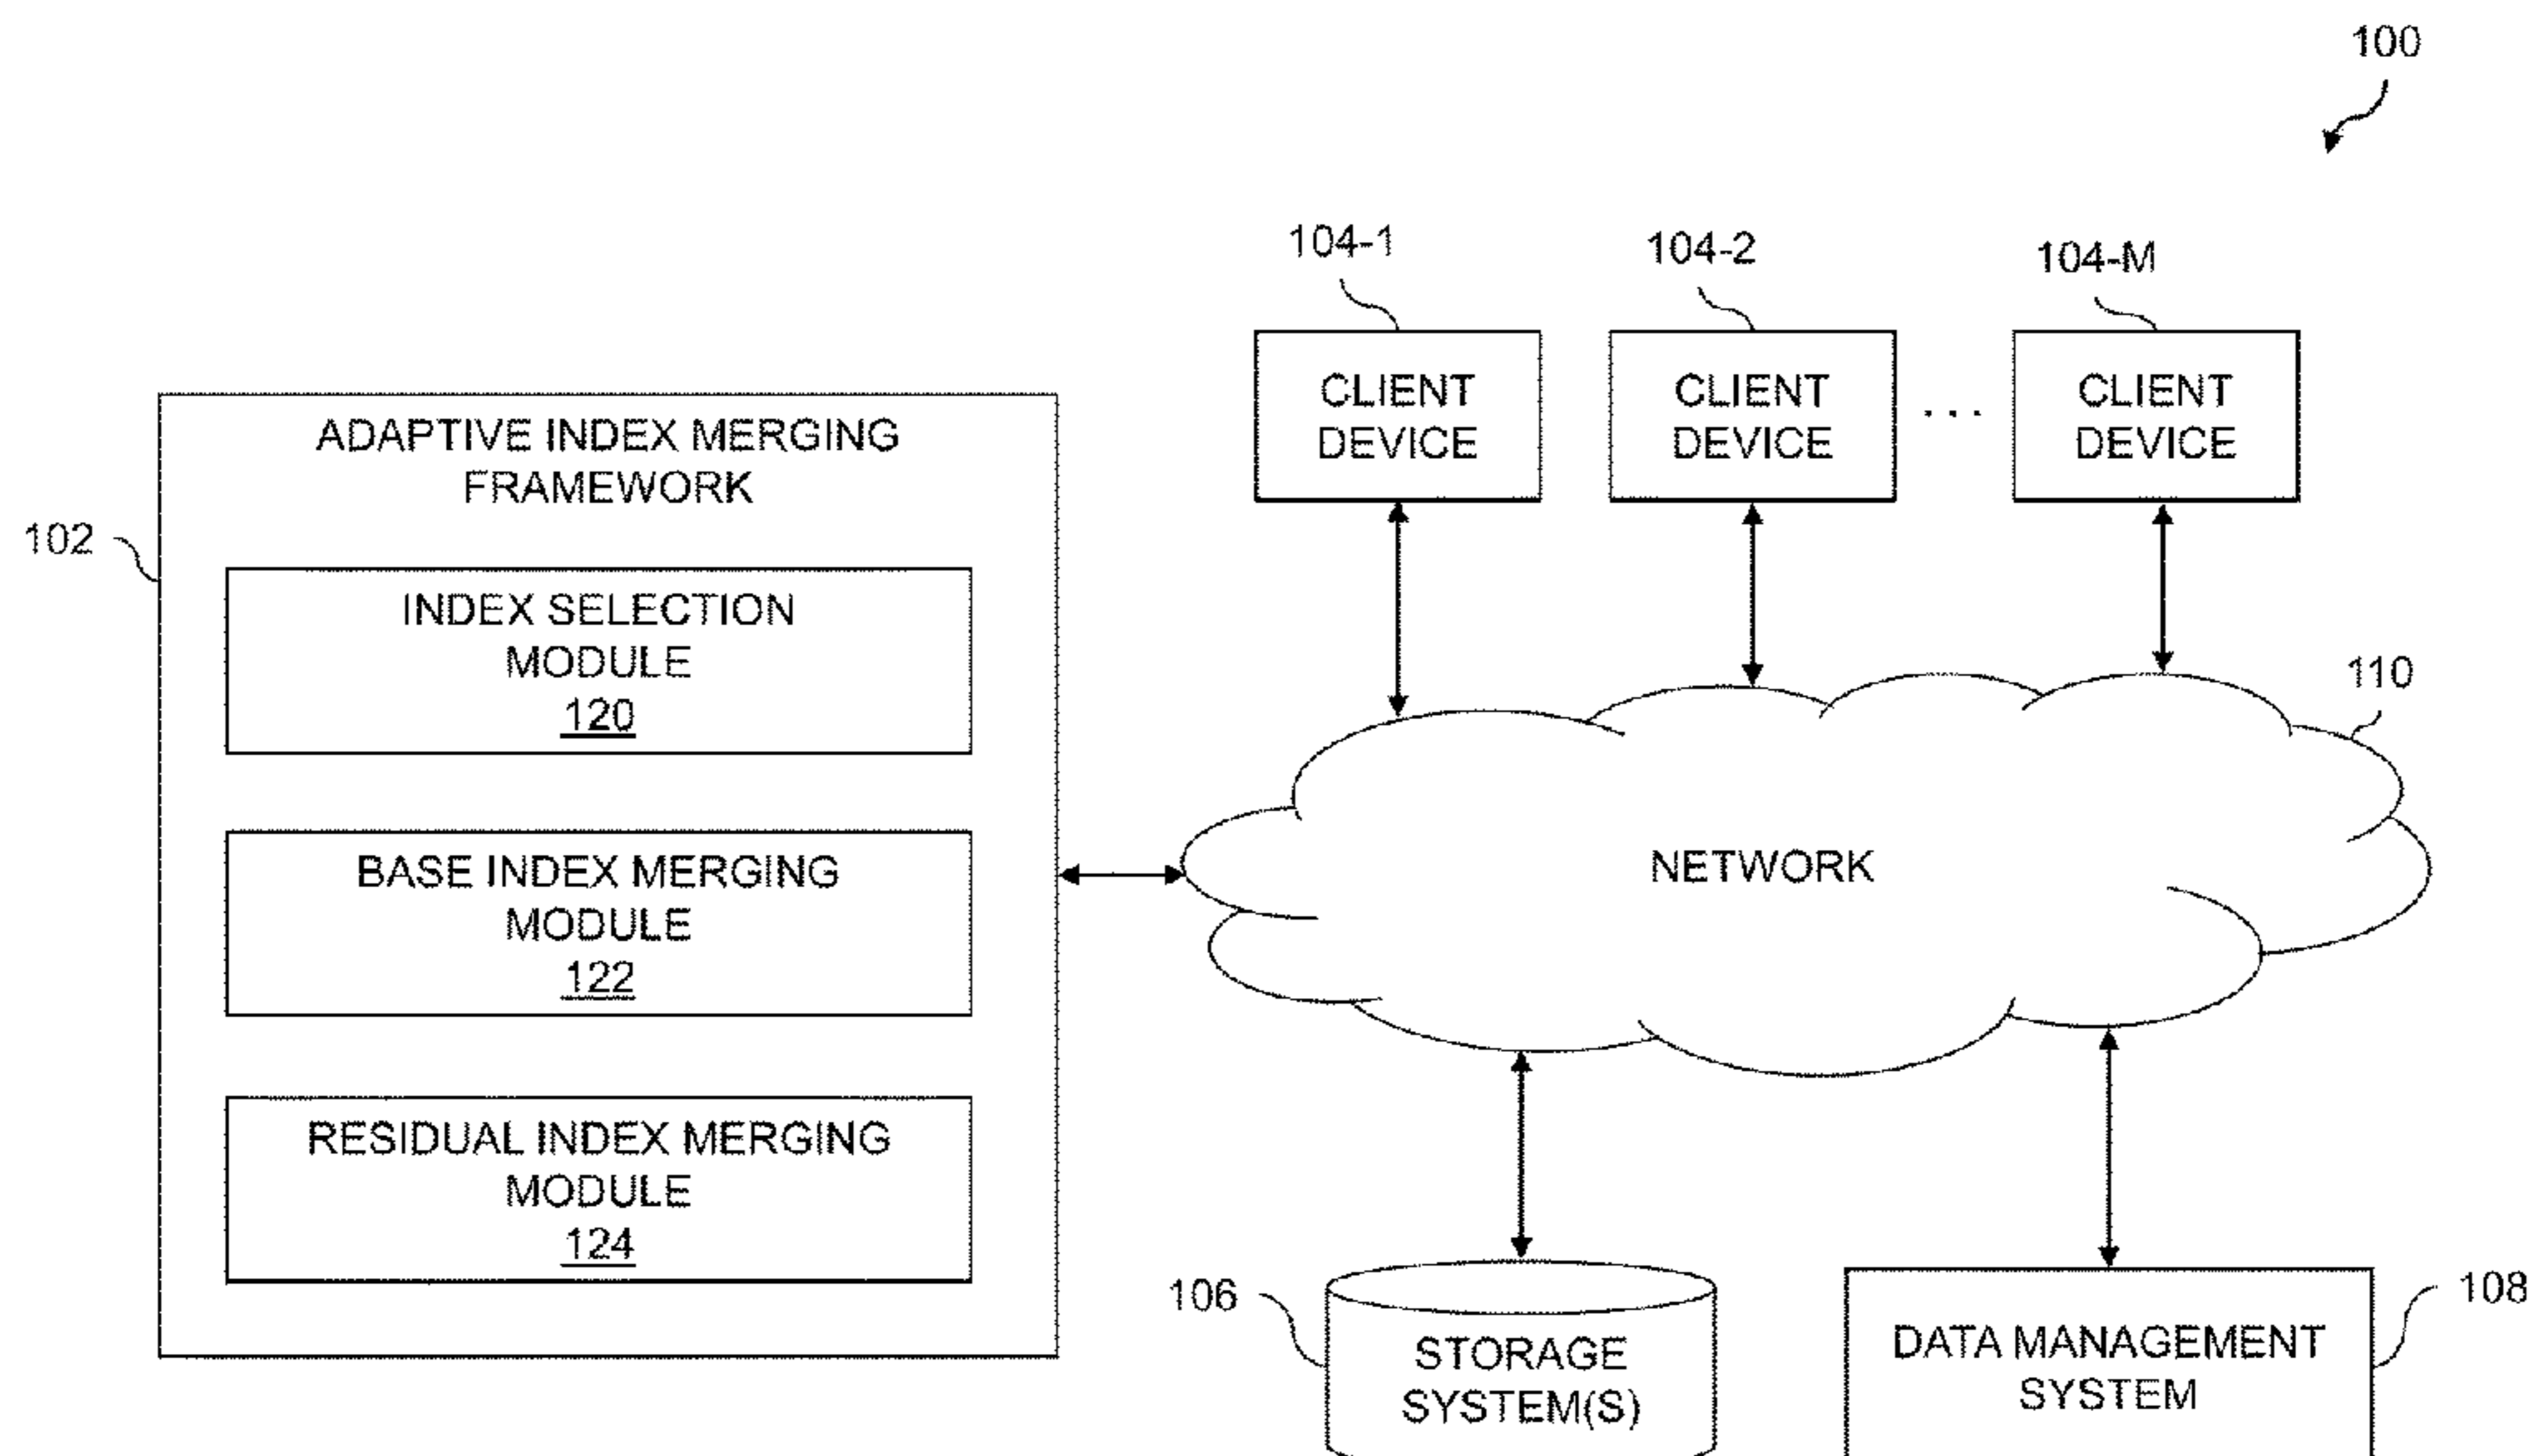 100
104-1
104-2
104-M
CLIENT
DEVICE
CLIENT
DEVICE
...
CLIENT
DEVICE
102
ADAPTIVE INDEX MERGING
FRAMEWORK
INDEX SELECTION
MODULE
120
BASE INDEX MERGING
MODULE
122
RESIDUAL INDEX MERGING
MODULE
124
110
NETWORK
106
STORAGE
SYSTEM(S)
DATA MANAGEMENT
SYSTEM
108